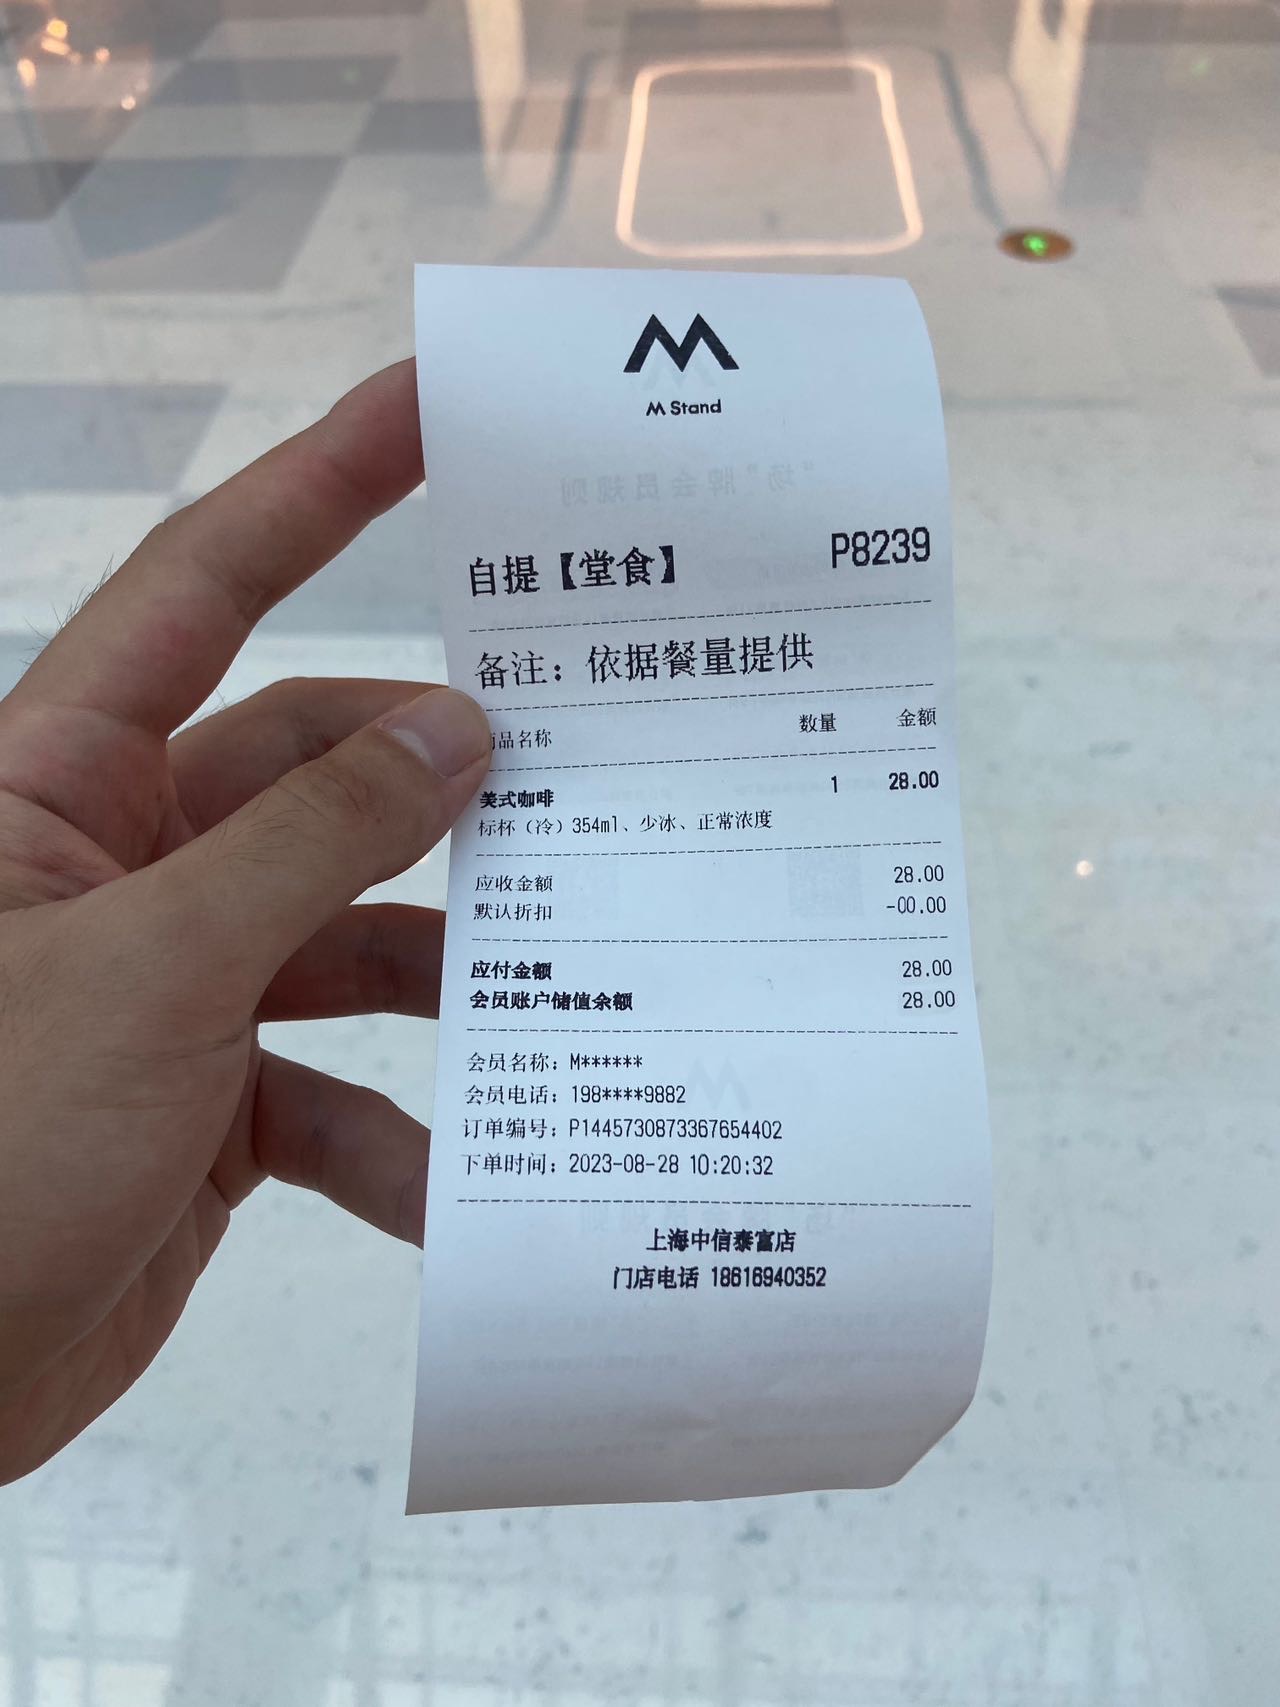 M Stand
自提【堂食】 P8239
备注：依据餐量提供
商品名称 数量 金额
美式咖啡 1 28.00
标杯（冷）354ml、少冰、正常浓度
应收金额 28.00
默认折扣 -00.00
应付金额 28.00
会员账户储值余额 28.00
会员名称：M******
会员电话：198****9882
订单编号：P1445730873367654402
下单时间：2023-08-28 10:20:32
上海中信泰富店
门店电话 18616940352